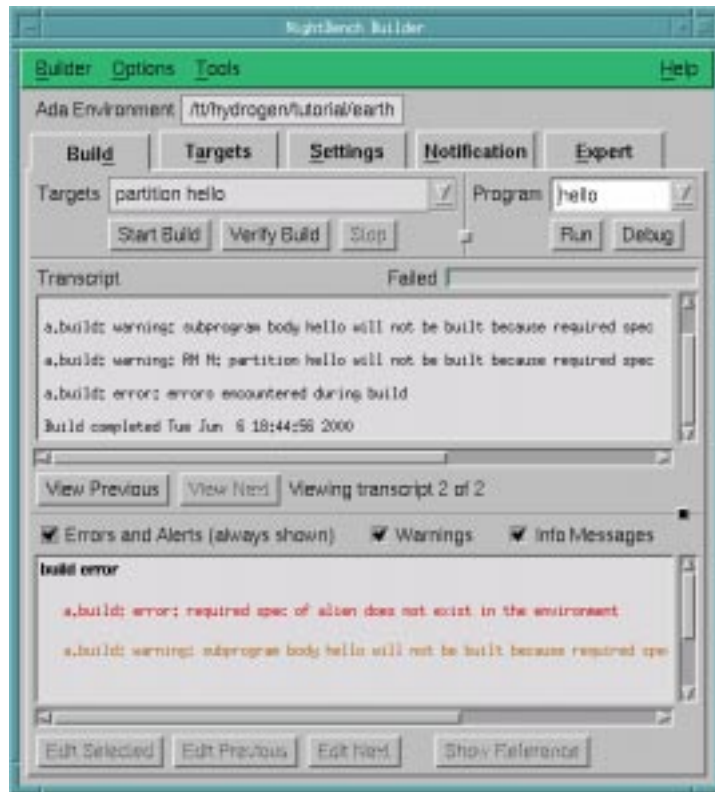 NightBench Builder
Builder Options Tools Help
Ada Environment /tt/hydrogen/tutorial/earth
Build Targets Settings Notification Expert
Targets partition hello Program hello
Start Build Verify Build Stop Run Debug
Transcript Failed
a.build: warning: subprogram body hello will not be built because required spec
a.build: warning: partition hello will not be built because required spec
a.build: error: errors encountered during build
Build completed Tue Jun 6 18:44:56 2000
View Previous View Next Viewing transcript 2 of 2
Errors and Alerts (always shown) Warnings Info Messages
build error
a.build: error: required spec of alien does not exist in the environment
a.build: warning: subprogram body hello will not be built because required spe
Edit Selected Edit Previous Edit Next Show Reference